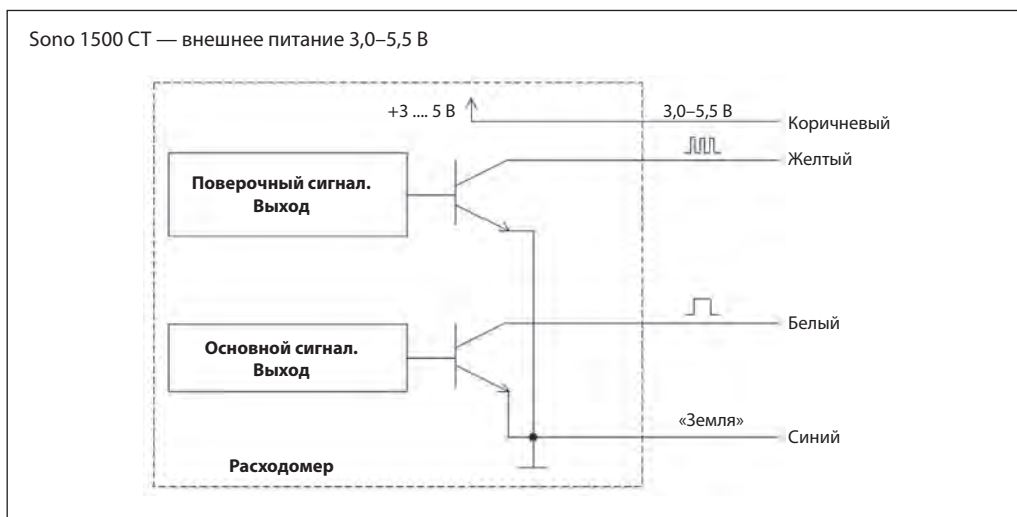 Sono 1500 CT — внешнее питание 3,0–5,5 В
+3 .... 5 В
3,0–5,5 В
Коричневый
Желтый
Поверочный сигнал.
Выход
Белый
Основной сигнал.
Выход
«Земля»
Синий
Расходомер